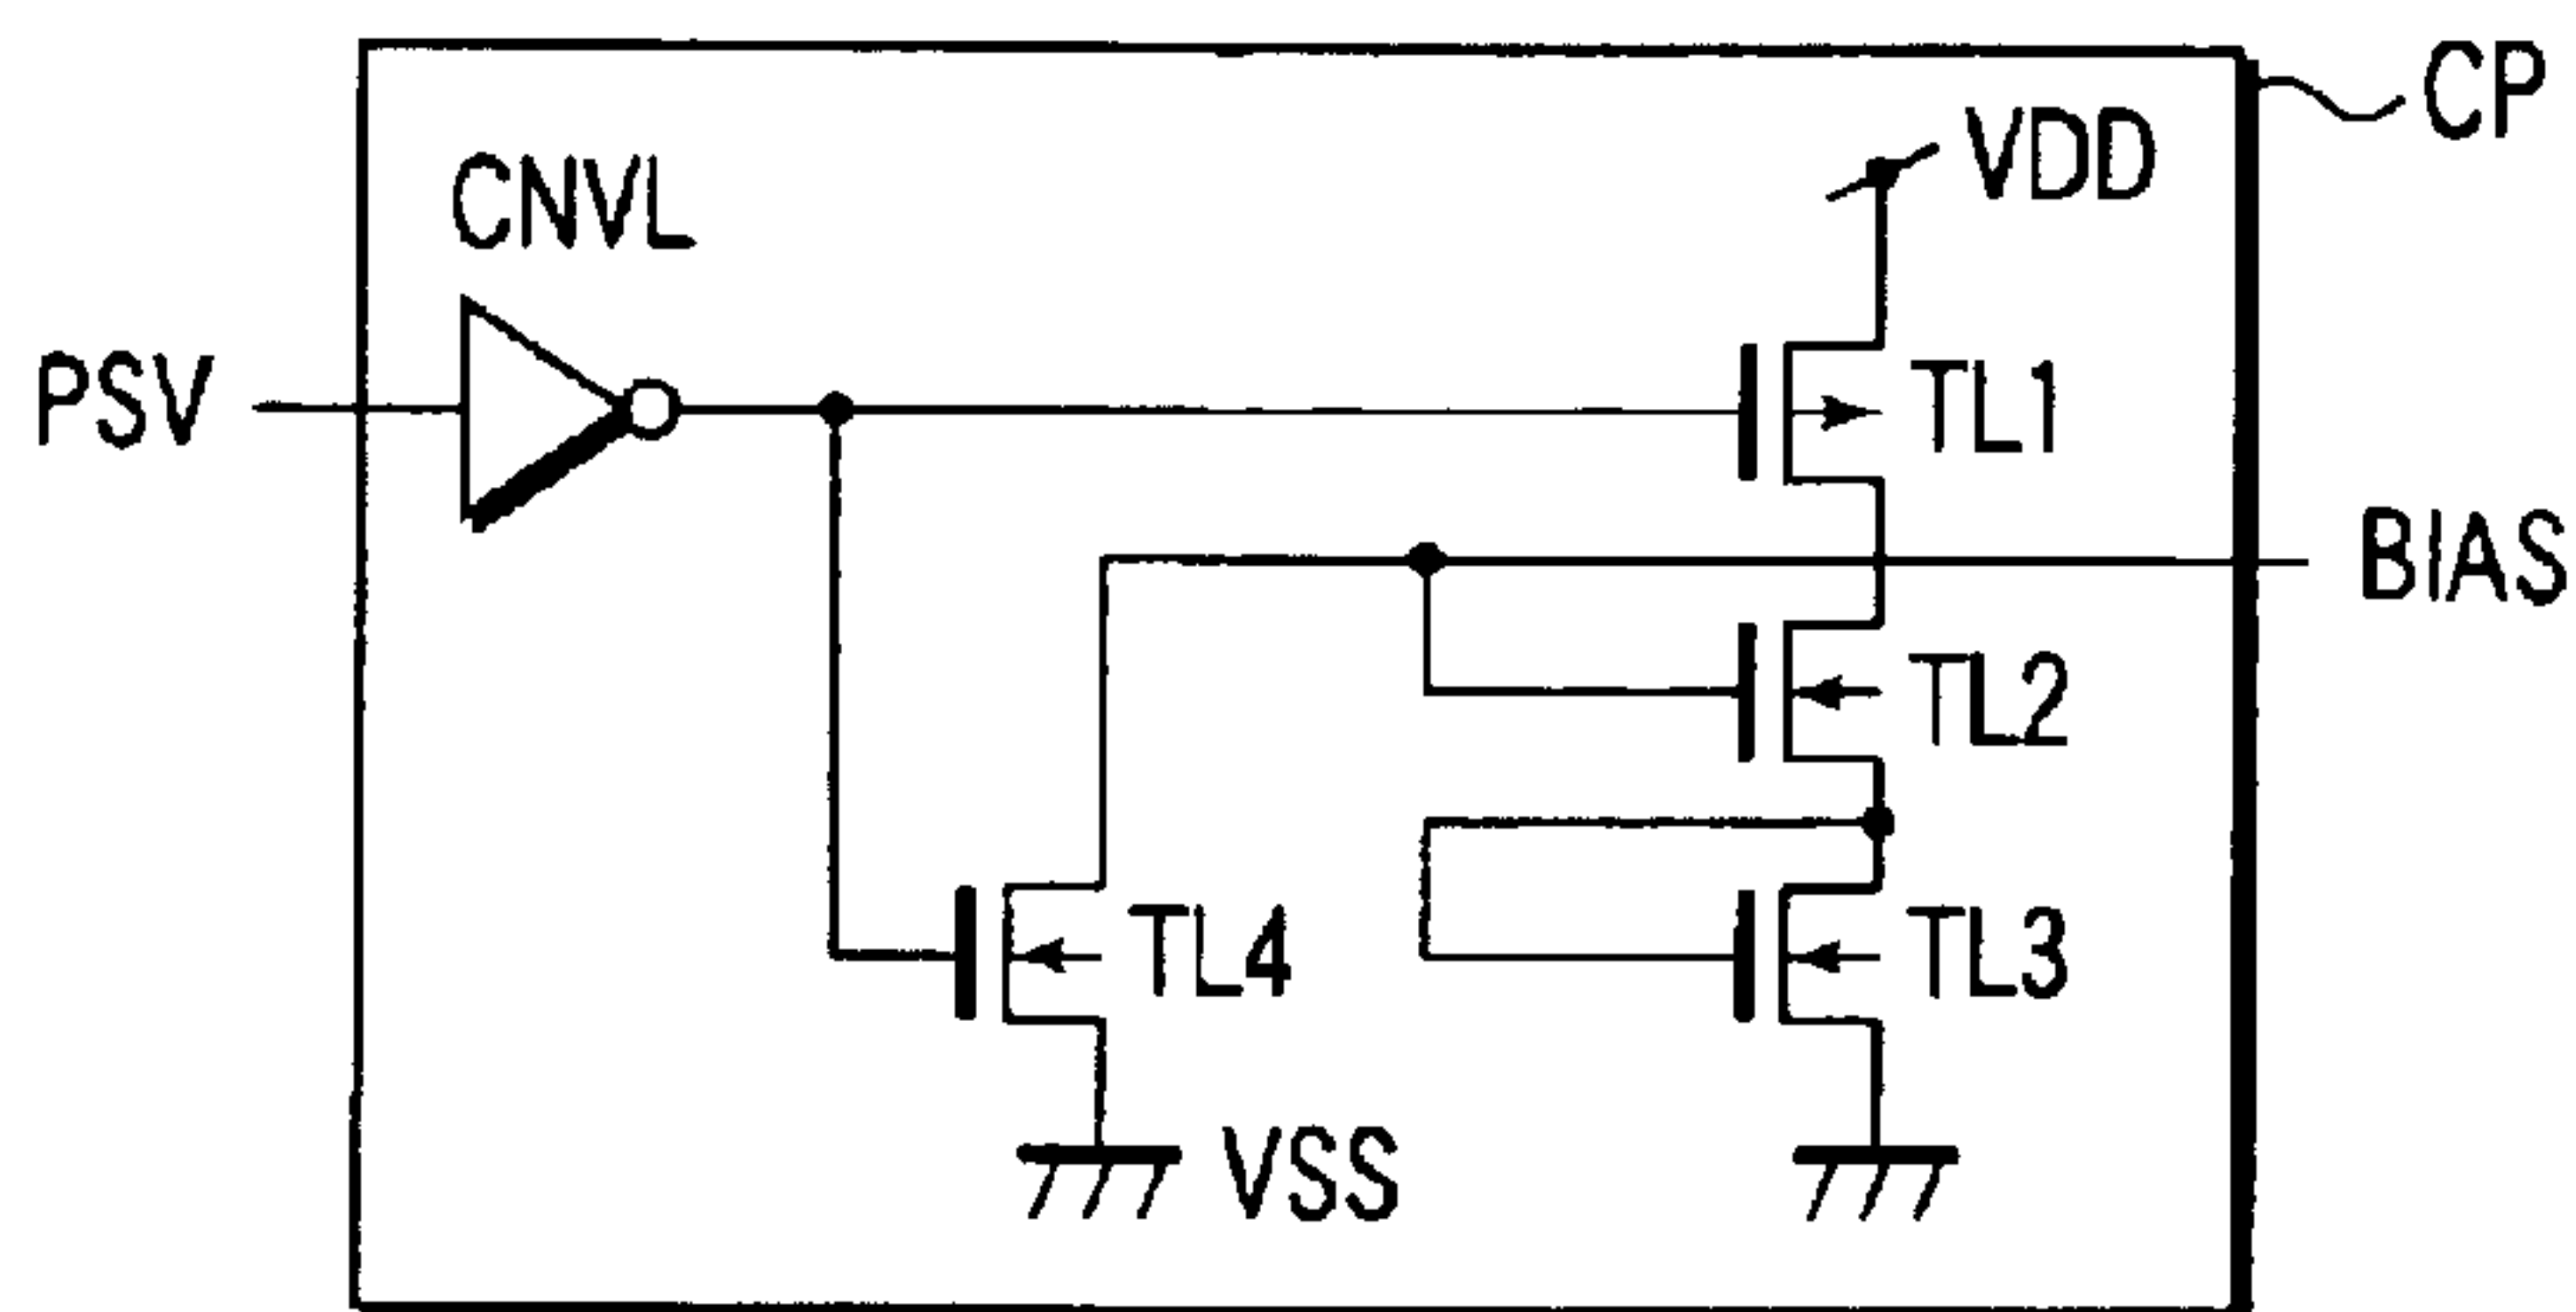 CP
VDD
CNVL
PSV
TL1
BIAS
TL2
TL4
TL3
VSS